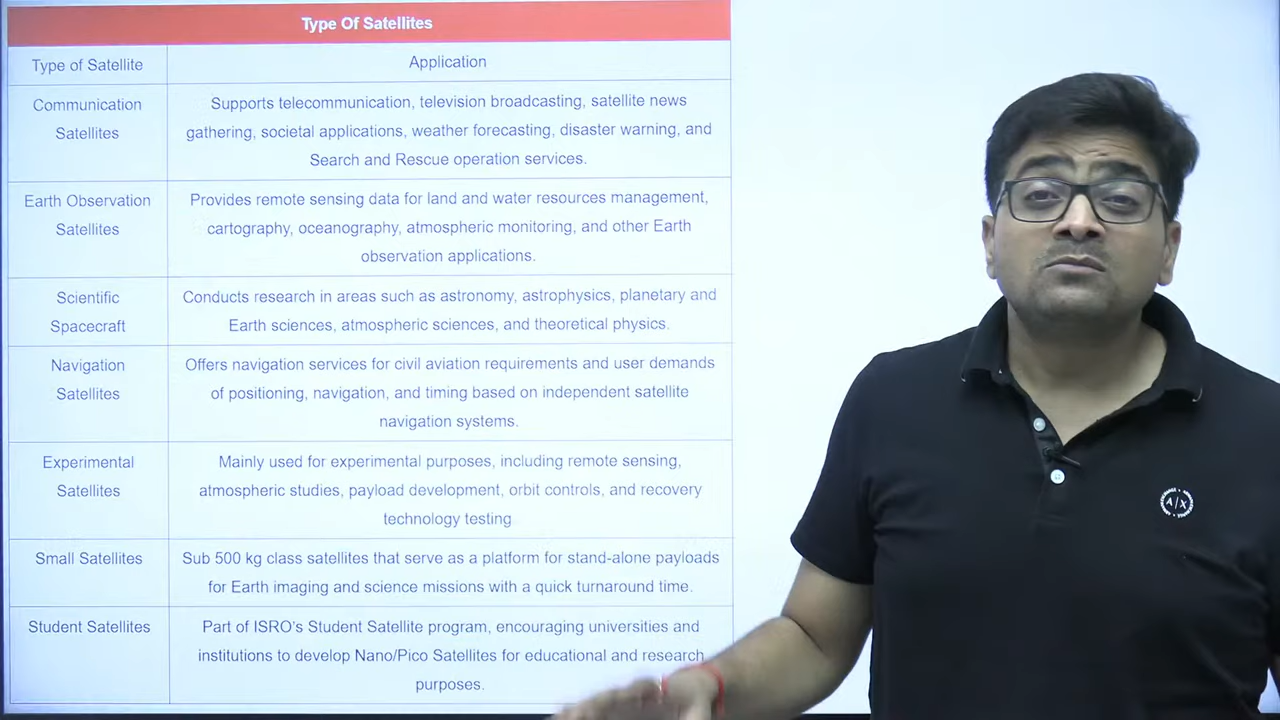 Type Of Satellites
Type of Satellite
Application
Communication
Satellites
Supports telecommunication, television broadcasting, satellite news
gathering, societal applications, weather forecasting, disaster warning, and
Search and Rescue operation services.
Earth Observation
Satellites
Provides remote sensing data for land and water resources management,
cartography, oceanography, atmospheric monitoring, and other Earth
observation applications.
Scientific
Spacecraft
Conducts research in areas such as astronomy, astrophysics, planetary and
Earth sciences, atmospheric sciences, and theoretical physics.
Navigation
Satellites
Offers navigation services for civil aviation requirements and user demands
of positioning, navigation, and timing based on independent satellite
navigation systems.
Experimental
Satellites
Mainly used for experimental purposes, including remote sensing,
atmospheric studies, payload development, orbit controls, and recovery
technology testing
Small Satellites
Sub 500 kg class satellites that serve as a platform for stand-alone payloads
for Earth imaging and science missions with a quick turnaround time.
Student Satellites
Part of ISRO's Student Satellite program, encouraging universities and
institutions to develop Nano/Pico Satellites for educational and research
purposes.
A|X